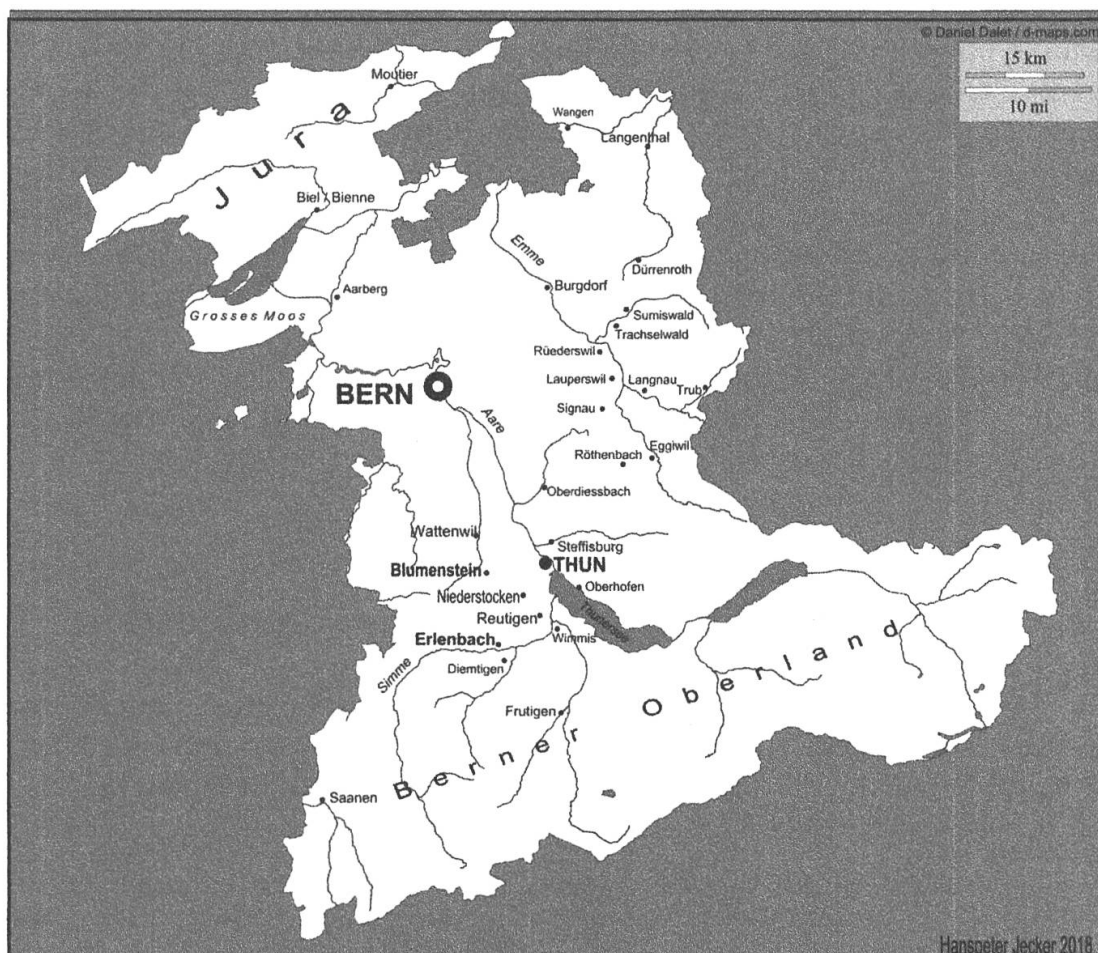 © Daniel Dalet / d-maps.com
15 km
10 mi
Moutier
Jura
Wangen
Langenthal
Biel / Bienne
Emme
Dürrenroth
Burgdorf
Aarberg
Grosses Moos
Sumiswald
Trachselwald
Rüederswil
BERN
Lauperswil
Langnau
Trub
Signau
Aare
Eggiwil
Röthenbach
Oberdiessbach
Wattenwil
Steffisburg
THUN
Blumenstein
Oberhofen
Niederstocken
Thunersee
Reutigen
Wimmis
Erlenbach
Simme
Diemtigen
Frutigen
Berner Oberland
Saanen
Hanspeter Jecker 2018